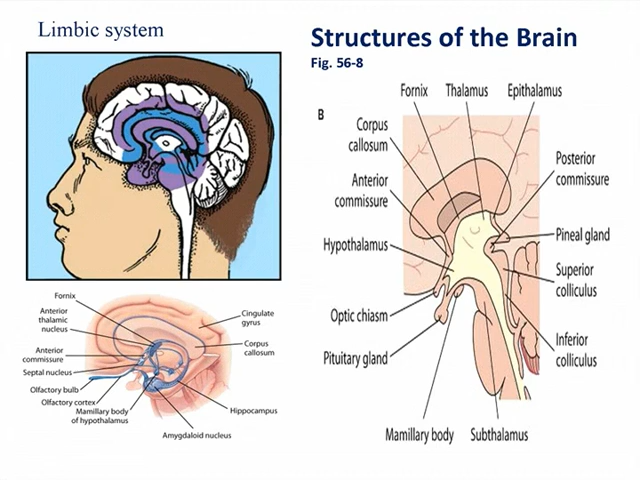 Limbic system
Structures of the Brain
Fig. 56-8
B
Fornix
Thalamus
Epithalamus
Corpus
callosum
Anterior
commissure
Hypothalamus
Optic chiasm
Pituitary gland
Mamillary body
Subthalamus
Posterior
commissure
Pineal gland
Superior
colliculus
Inferior
colliculus
Fornix
Anterior
thalamic
nucleus
Anterior
commissure
Septal nucleus
Olfactory bulb
Olfactory cortex
Mamillary body
of hypothalamus
Amygdaloid nucleus
Cingulate
gyrus
Corpus
callosum
Hippocampus